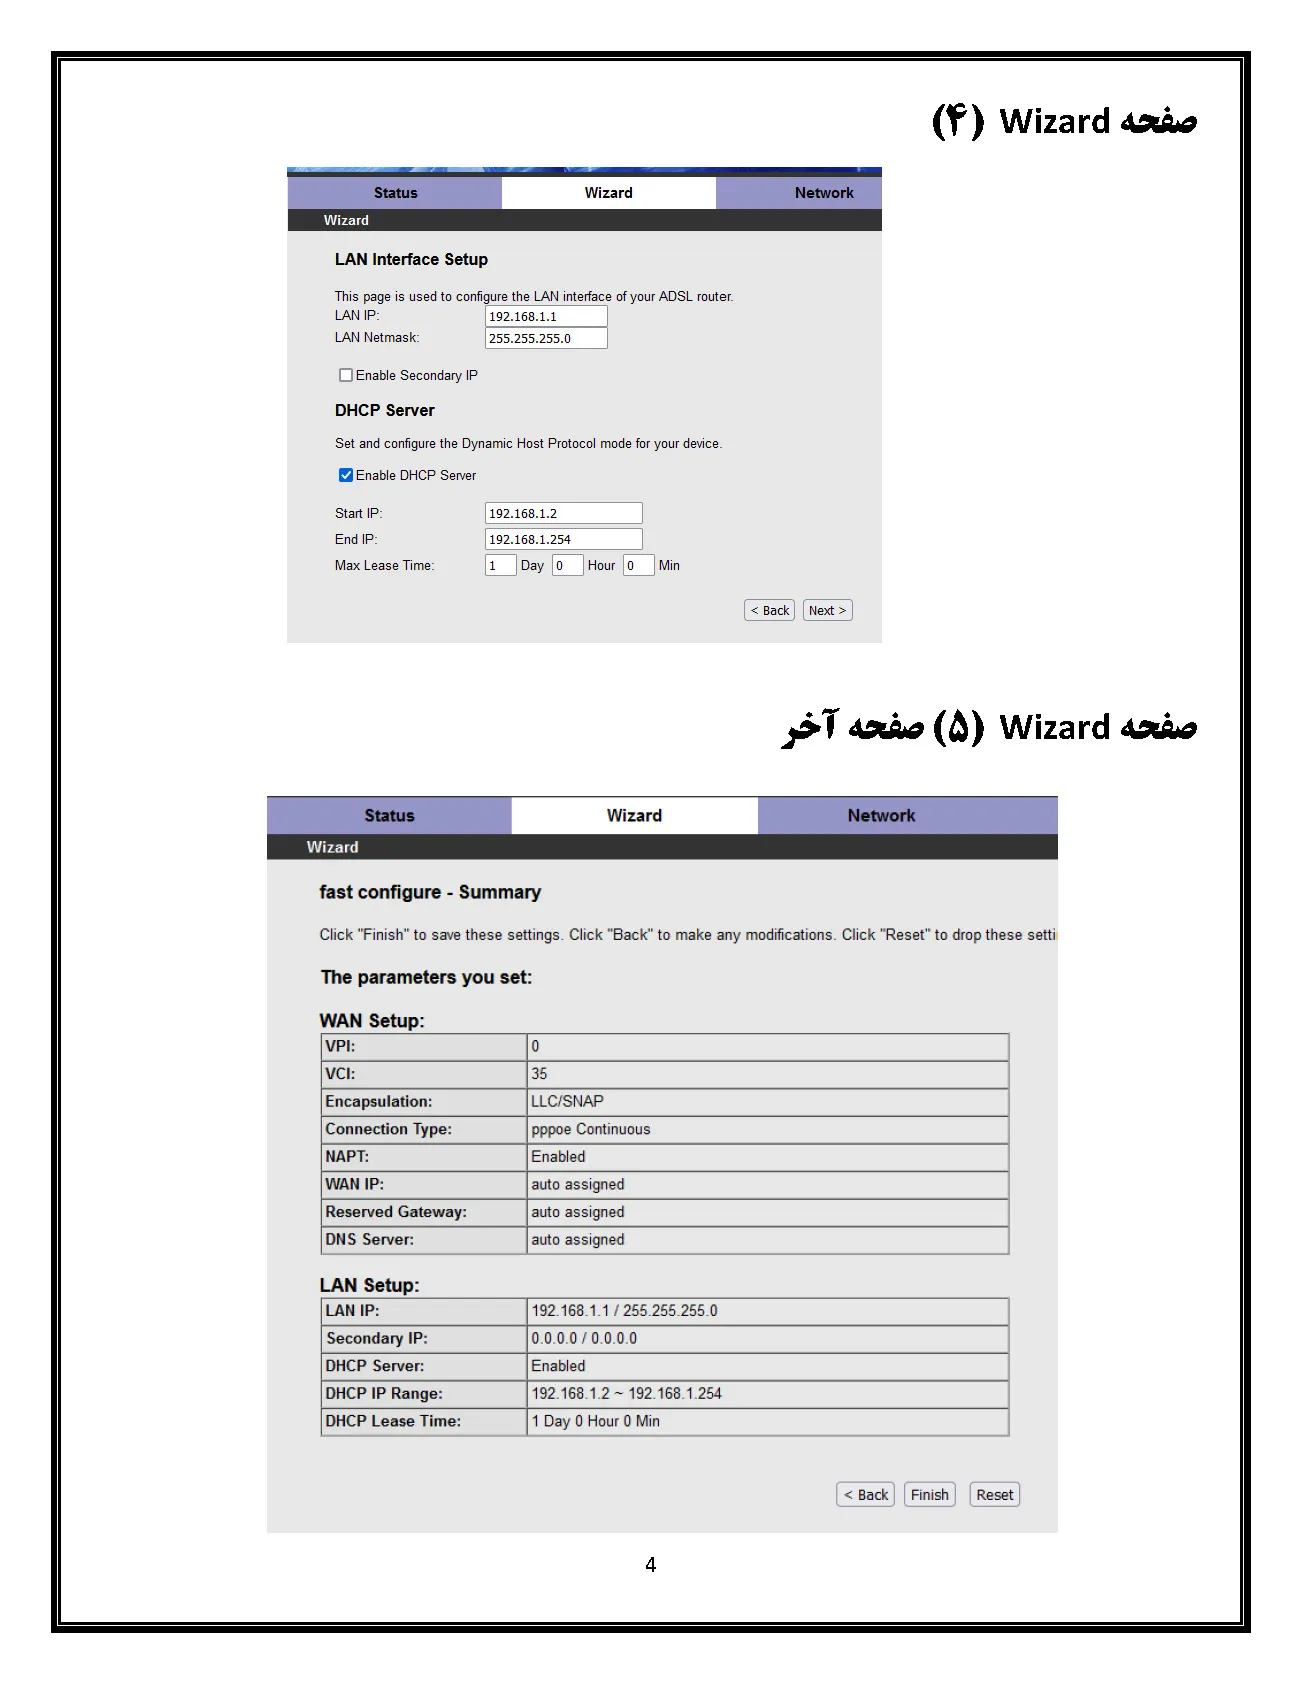 صفحه Wizard (۴)
Status Wizard Network
Wizard
LAN Interface Setup
This page is used to configure the LAN interface of your ADSL router.
LAN IP: 192.168.1.1
LAN Netmask: 255.255.255.0
Enable Secondary IP
DHCP Server
Set and configure the Dynamic Host Protocol mode for your device.
Enable DHCP Server
Start IP: 192.168.1.2
End IP: 192.168.1.254
Max Lease Time: 1 Day 0 Hour 0 Min
< Back Next >
صفحه Wizard (۵) صفحه آخر
Status Wizard Network
Wizard
fast configure - Summary
Click "Finish" to save these settings. Click "Back" to make any modifications. Click "Reset" to drop these setti
The parameters you set:
WAN Setup:
VPI: 0
VCI: 35
Encapsulation: LLC/SNAP
Connection Type: pppoe Continuous
NAPT: Enabled
WAN IP: auto assigned
Reserved Gateway: auto assigned
DNS Server: auto assigned
LAN Setup:
LAN IP: 192.168.1.1 / 255.255.255.0
Secondary IP: 0.0.0.0 / 0.0.0.0
DHCP Server: Enabled
DHCP IP Range: 192.168.1.2 ~ 192.168.1.254
DHCP Lease Time: 1 Day 0 Hour 0 Min
< Back Finish Reset
4